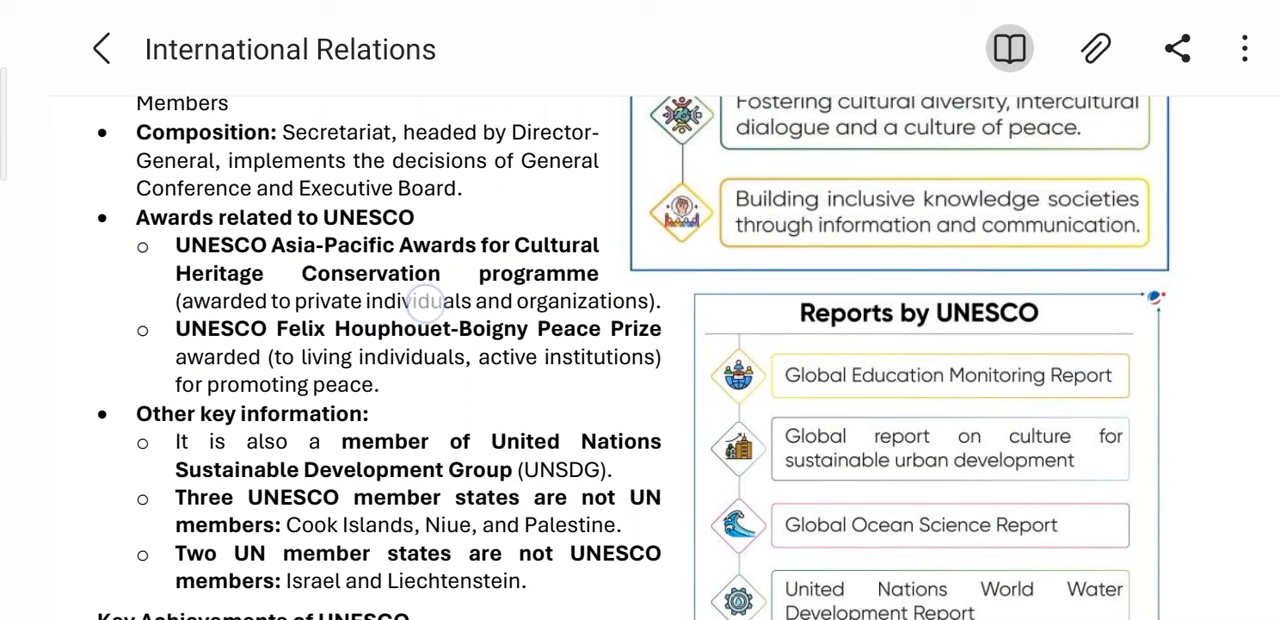 International Relations
Members
• Composition: Secretariat, headed by Director-
General, implements the decisions of General
Conference and Executive Board.
• Awards related to UNESCO
o UNESCO Asia-Pacific Awards for Cultural
Heritage Conservation programme
(awarded to private individuals and organizations).
o UNESCO Felix Houphouet-Boigny Peace Prize
awarded (to living individuals, active institutions)
for promoting peace.
• Other key information:
o It is also a member of United Nations
Sustainable Development Group (UNSDG).
o Three UNESCO member states are not UN
members: Cook Islands, Niue, and Palestine.
o Two UN member states are not UNESCO
members: Israel and Liechtenstein.
Key Achievements of UNESCO
Fostering cultural diversity, intercultural
dialogue and a culture of peace.
Building inclusive knowledge societies
through information and communication.
Reports by UNESCO
Global Education Monitoring Report
Global report on culture for
sustainable urban development
Global Ocean Science Report
United Nations World Water
Development Report